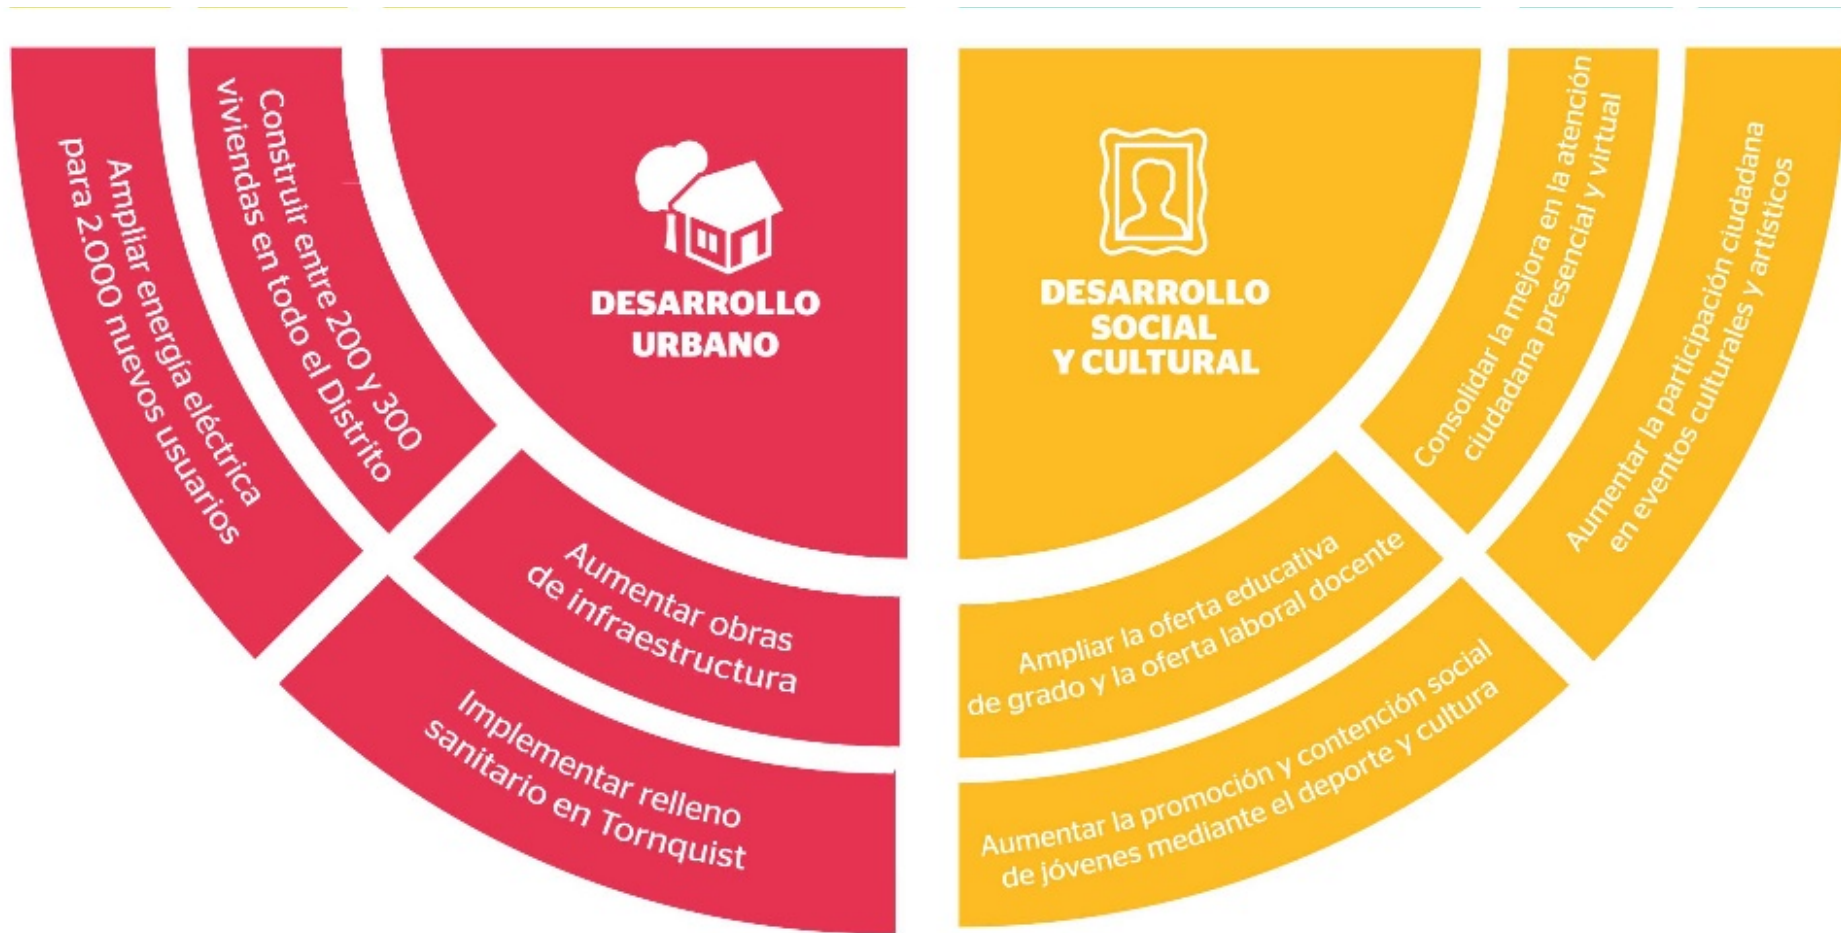 DESARROLLO
URBANO
Construir entre 200 y 300
viviendas en todo el Distrito
Ampliar energía eléctrica
para 2.000 nuevos usuarios
Aumentar obras
de infraestructura
Implementar relleno
sanitario en Tornquist
DESARROLLO
SOCIAL
Y CULTURAL
Consolidar la mejora en la atención
ciudadana presencial y virtual
Aumentar la participación ciudadana
en eventos culturales y artísticos
Ampliar la oferta educativa
de grado y la oferta laboral docente
Aumentar la promoción y contención social
de jóvenes mediante el deporte y cultura